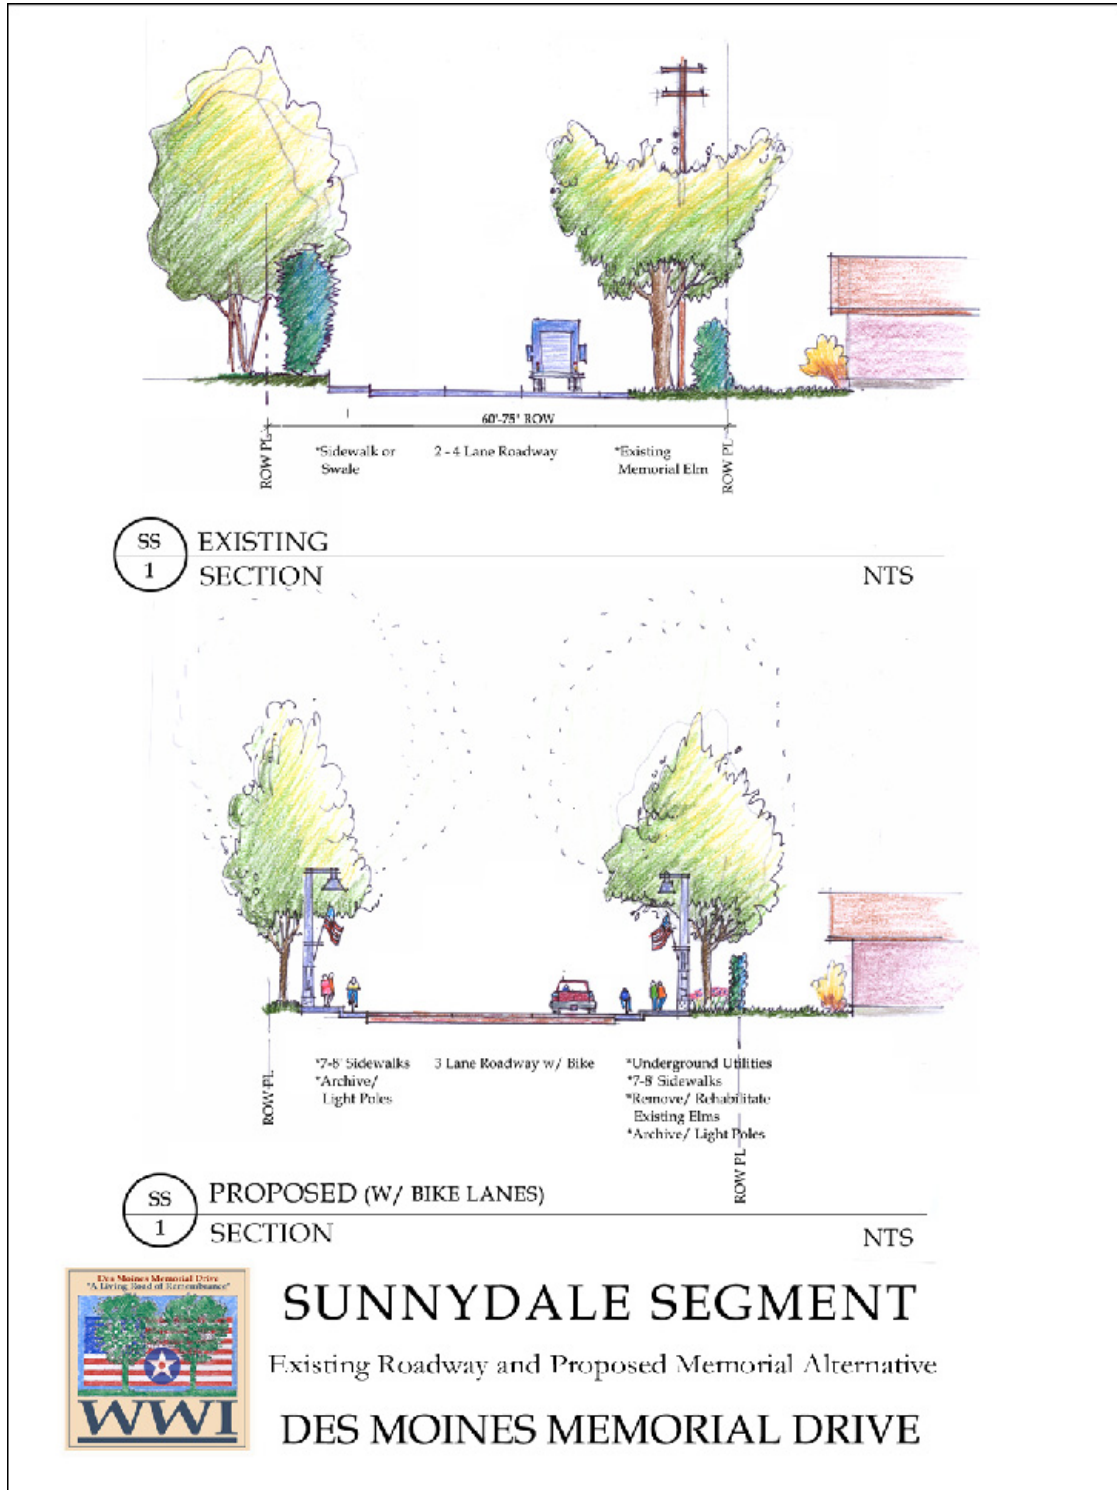 60'-75' ROW
*Sidewalk or
Swale
2 - 4 Lane Roadway
*Existing
Memorial Elm
ROW PL
ROW PL
SS
1
EXISTING
SECTION
NTS
*7-8' Sidewalks
*Archive/
Light Poles
3 Lane Roadway w/ Bike
*Underground Utilities
*7-8' Sidewalks
*Remove/ Rehabilitate
Existing Elms
*Archive/ Light Poles
ROW PL
ROW PL
SS
1
PROPOSED (W/ BIKE LANES)
SECTION
NTS
Des Moines Memorial Drive
"A Living Road of Remembrance"
WWI
SUNNYDALE SEGMENT
Existing Roadway and Proposed Memorial Alternative
DES MOINES MEMORIAL DRIVE